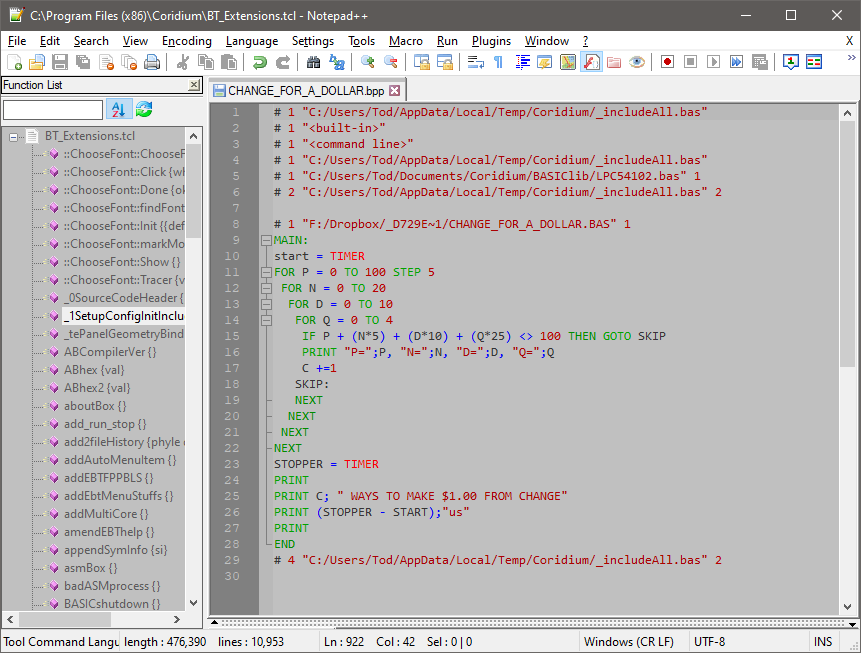 C:\Program Files (x86)\Coridium\BT_Extensions.tcl - Notepad++
File Edit Search View Encoding Language Settings Tools Macro Run Plugins Window ? X
Function List
CHANGE_FOR_A_DOLLAR.bpp
BT_Extensions.tcl
::ChooseFont::ChooseF
::ChooseFont::Click {wh
::ChooseFont::Done {ok
::ChooseFont::findFont
::ChooseFont::Init {{def
::ChooseFont::markMo
::ChooseFont::Show {}
::ChooseFont::Tracer {v
_0SourceCodeHeader {
_1SetupConfigInitInclu
_tePanelGeometryBind
ABCompilerVer {}
ABhex {val}
ABhex2 {val}
aboutBox {}
add_run_stop {}
add2fileHistory {phyle
addAutoMenuItem {}
addEBTFPPBLS {}
addEbtMenuStuffs {}
addMultiCore {}
amendEBThelp {}
appendSymInfo {si}
asmBox {}
badASMprocess {}
BASICshutdown {}
1 # 1 "C:/Users/Tod/AppData/Local/Temp/Coridium/_includeAll.bas"
2 # 1 "<built-in>"
3 # 1 "<command line>"
4 # 1 "C:/Users/Tod/AppData/Local/Temp/Coridium/_includeAll.bas"
5 # 1 "C:/Users/Tod/Documents/Coridium/BASIClib/LPC54102.bas" 1
6 # 2 "C:/Users/Tod/AppData/Local/Temp/Coridium/_includeAll.bas" 2
7
8 # 1 "F:/Dropbox/_D729E~1/CHANGE_FOR_A_DOLLAR.BAS" 1
9 MAIN:
10 start = TIMER
11 FOR P = 0 TO 100 STEP 5
12 FOR N = 0 TO 20
13 FOR D = 0 TO 10
14 FOR Q = 0 TO 4
15 IF P + (N*5) + (D*10) + (Q*25) <> 100 THEN GOTO SKIP
16 PRINT "P=";P, "N=";N, "D=";D, "Q=";Q
17 C +=1
18 SKIP:
19 NEXT
20 NEXT
21 NEXT
22 NEXT
23 STOPPER = TIMER
24 PRINT
25 PRINT C; " WAYS TO MAKE $1.00 FROM CHANGE"
26 PRINT (STOPPER - START);"us"
27 PRINT
28 END
29 # 4 "C:/Users/Tod/AppData/Local/Temp/Coridium/_includeAll.bas" 2
30
Tool Command Langu length : 476,390 lines : 10,953 Ln : 922 Col : 42 Sel : 0 | 0 Windows (CR LF) UTF-8 INS